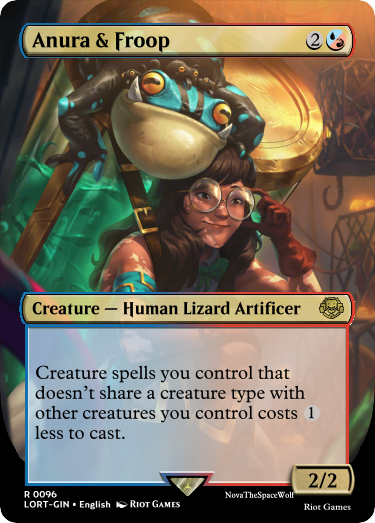 Anura & Froop 2
Creature — Human Lizard Artificer
Creature spells you control that
doesn't share a creature type with
other creatures you control costs 1
less to cast.
2/2
R 0096
LORT-GIN • English Riot Games
NovaTheSpaceWolf
Riot Games